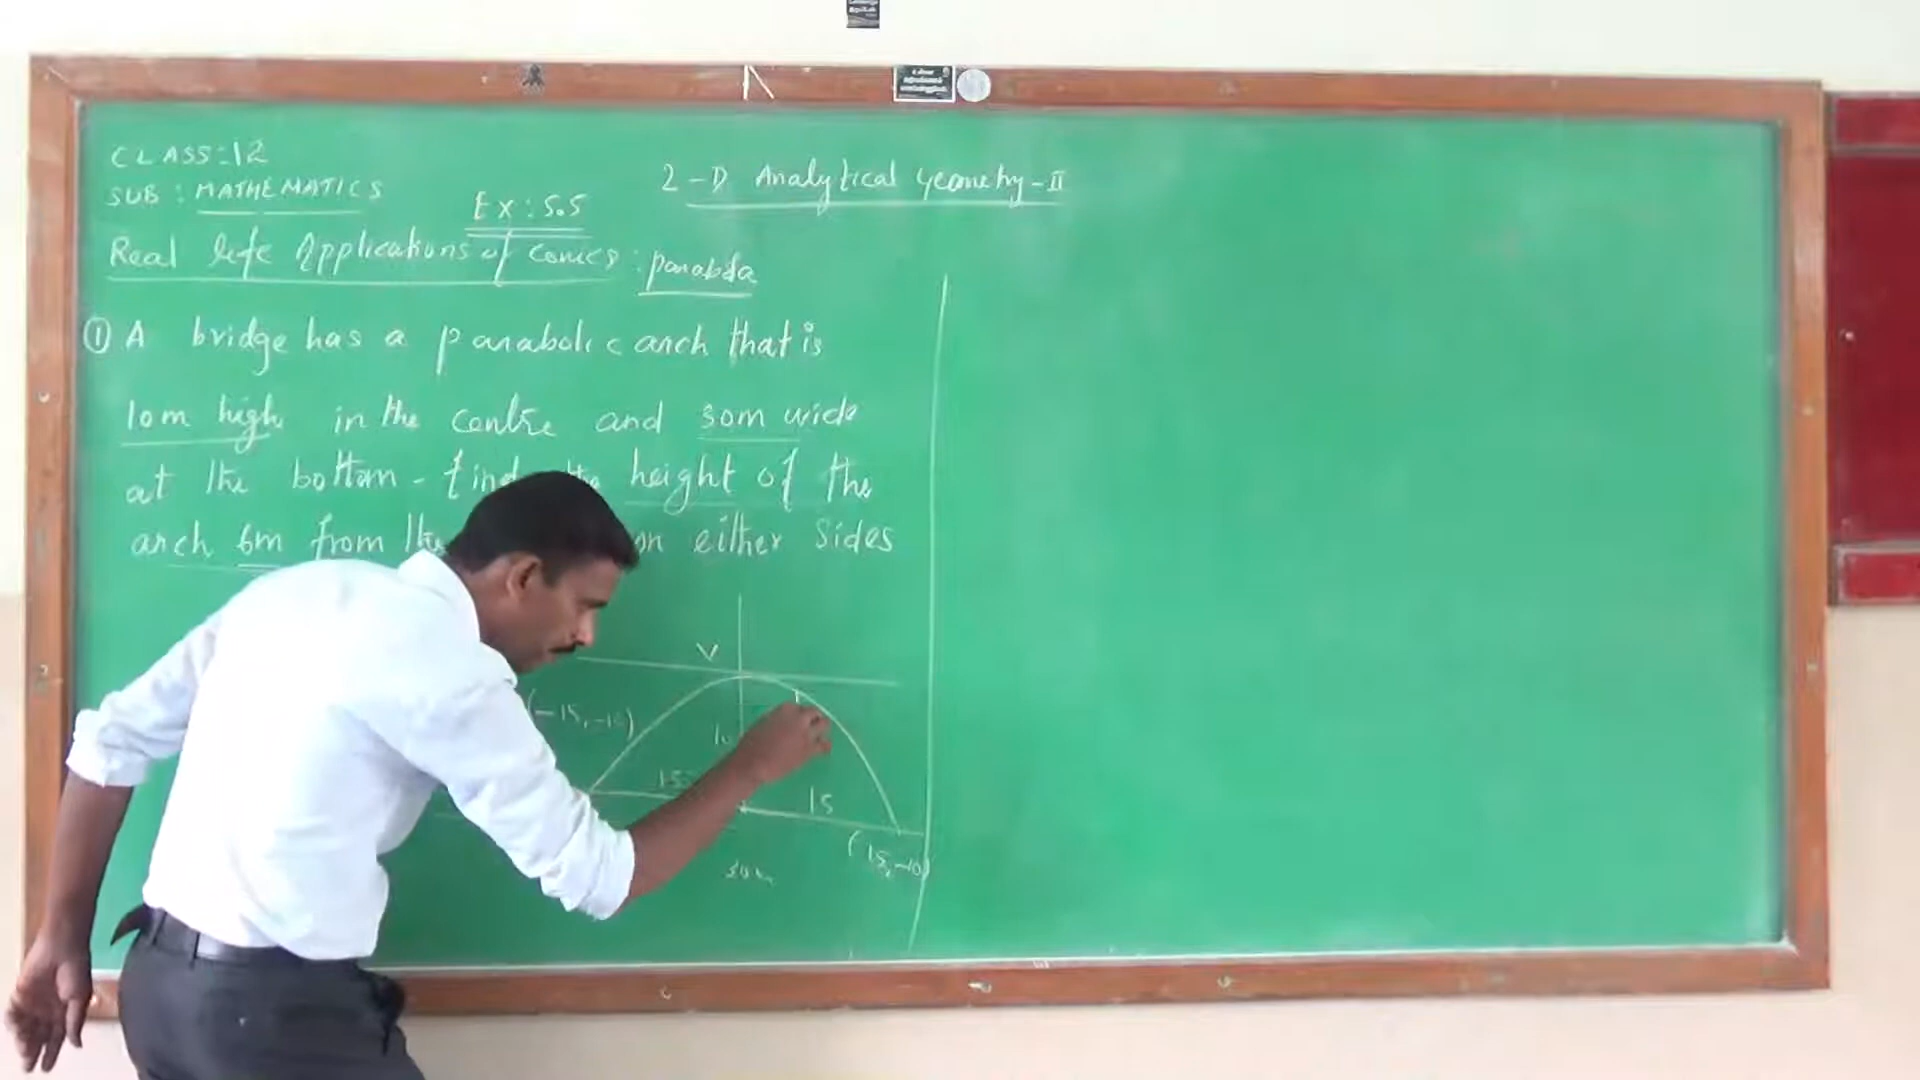 CLASS:12
SUB : MATHEMATICS
2-D Analytical Geometry-II
Ex: 5.5
Real life Applications of Conics : parabola
① A bridge has a parabolic arch that is
10m high in the centre and 30m wide
at the bottom. find the height of the
arch 6m from the on either sides
V
(-15,-10)
10
15
15
(15,-10)
30m